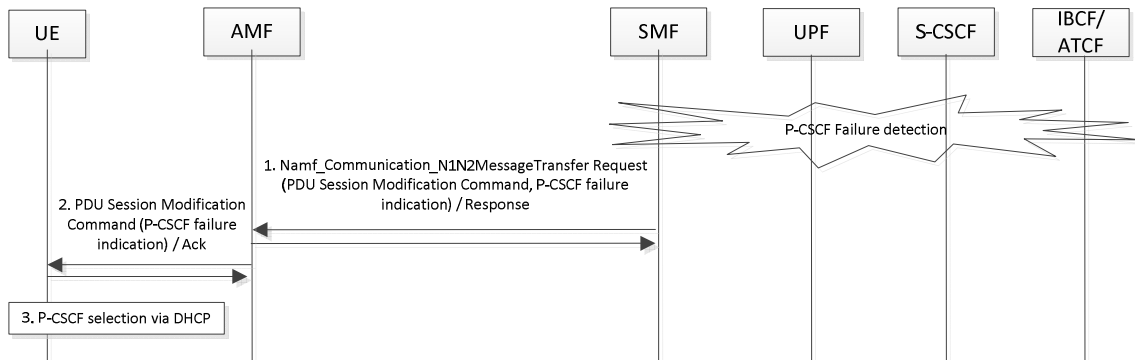 UE
AMF
SMF
UPF
S-CSCF
IBCF/
ATCF
P-CSCF Failure detection
1. Namf_Communication_N1N2MessageTransfer Request
(PDU Session Modification Command, P-CSCF failure
indication) / Response
2. PDU Session Modification
Command (P-CSCF failure
indication) / Ack
3. P-CSCF selection via DHCP